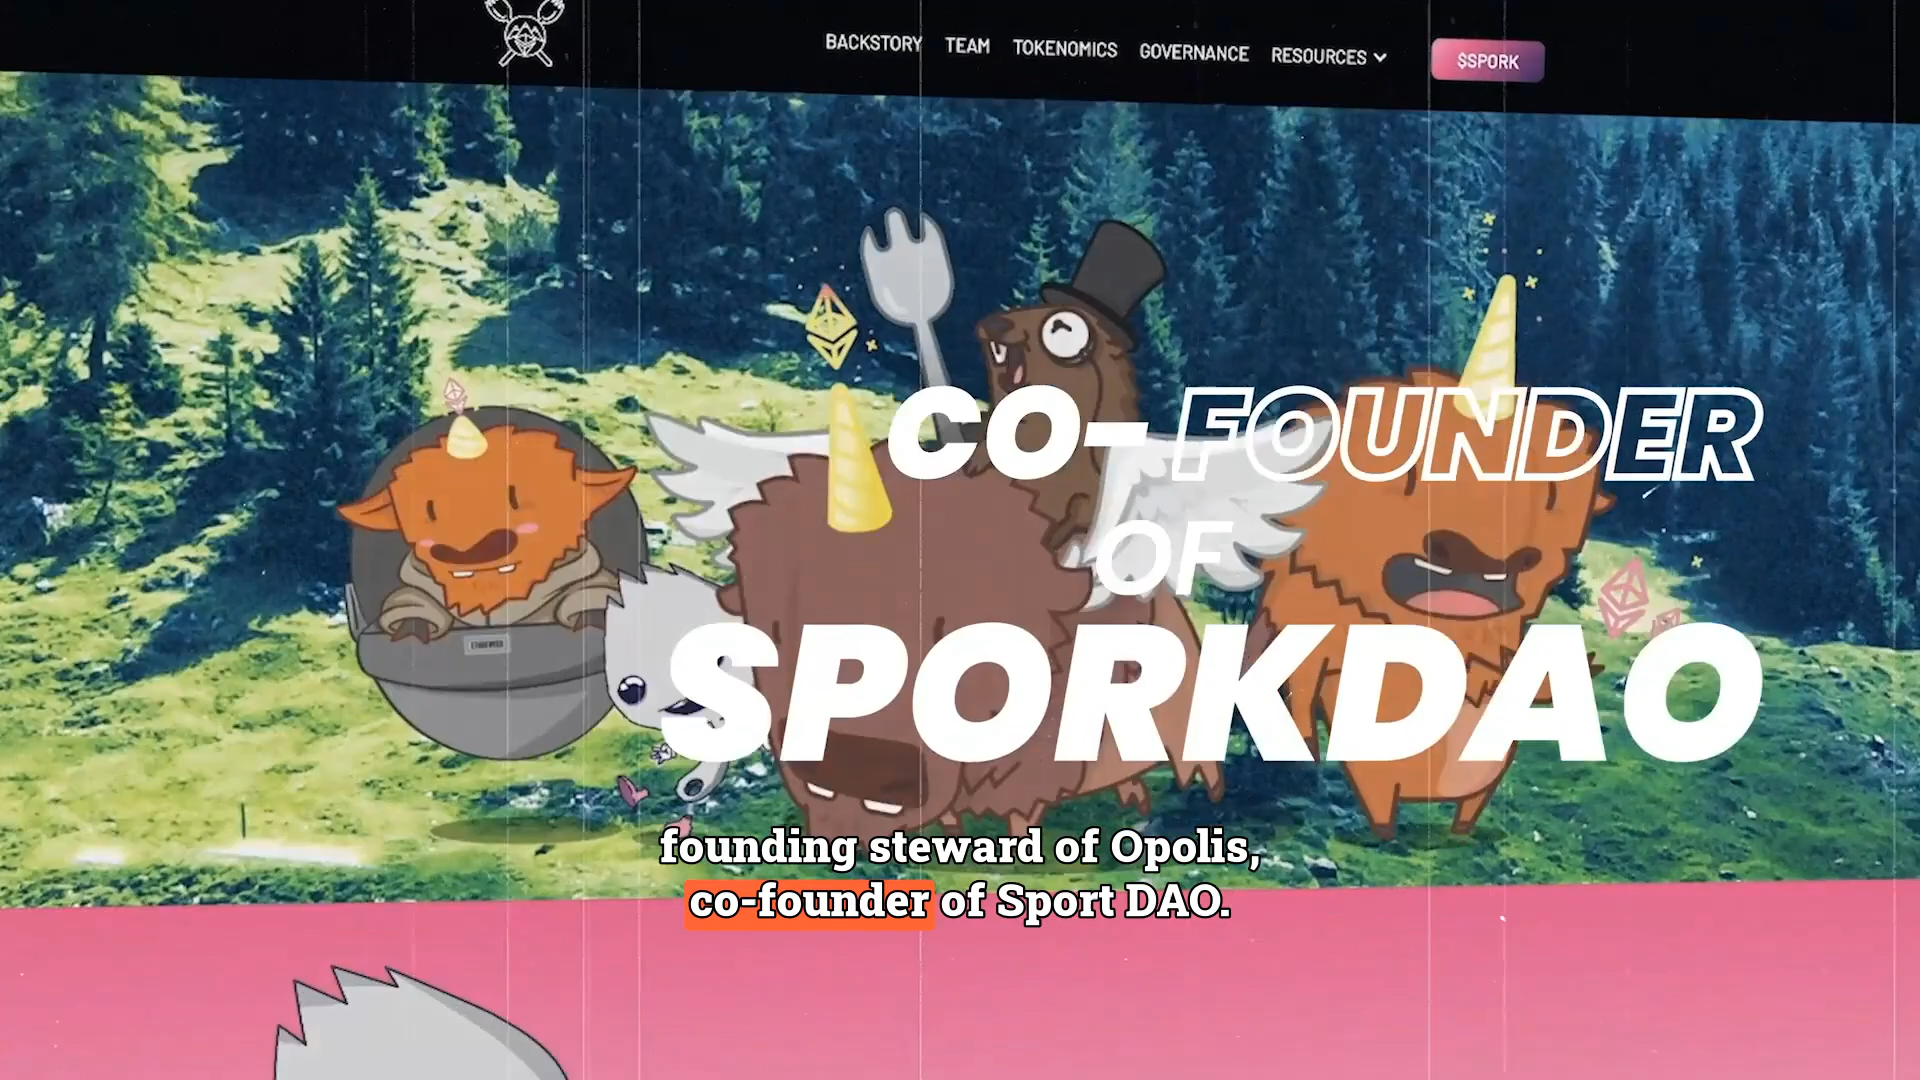 BACKSTORY TEAM TOKENOMICS GOVERNANCE RESOURCES $SPORK
CO-FOUNDER
OF
SPORKDAO
founding steward of Opolis,
co-founder of Sport DAO.